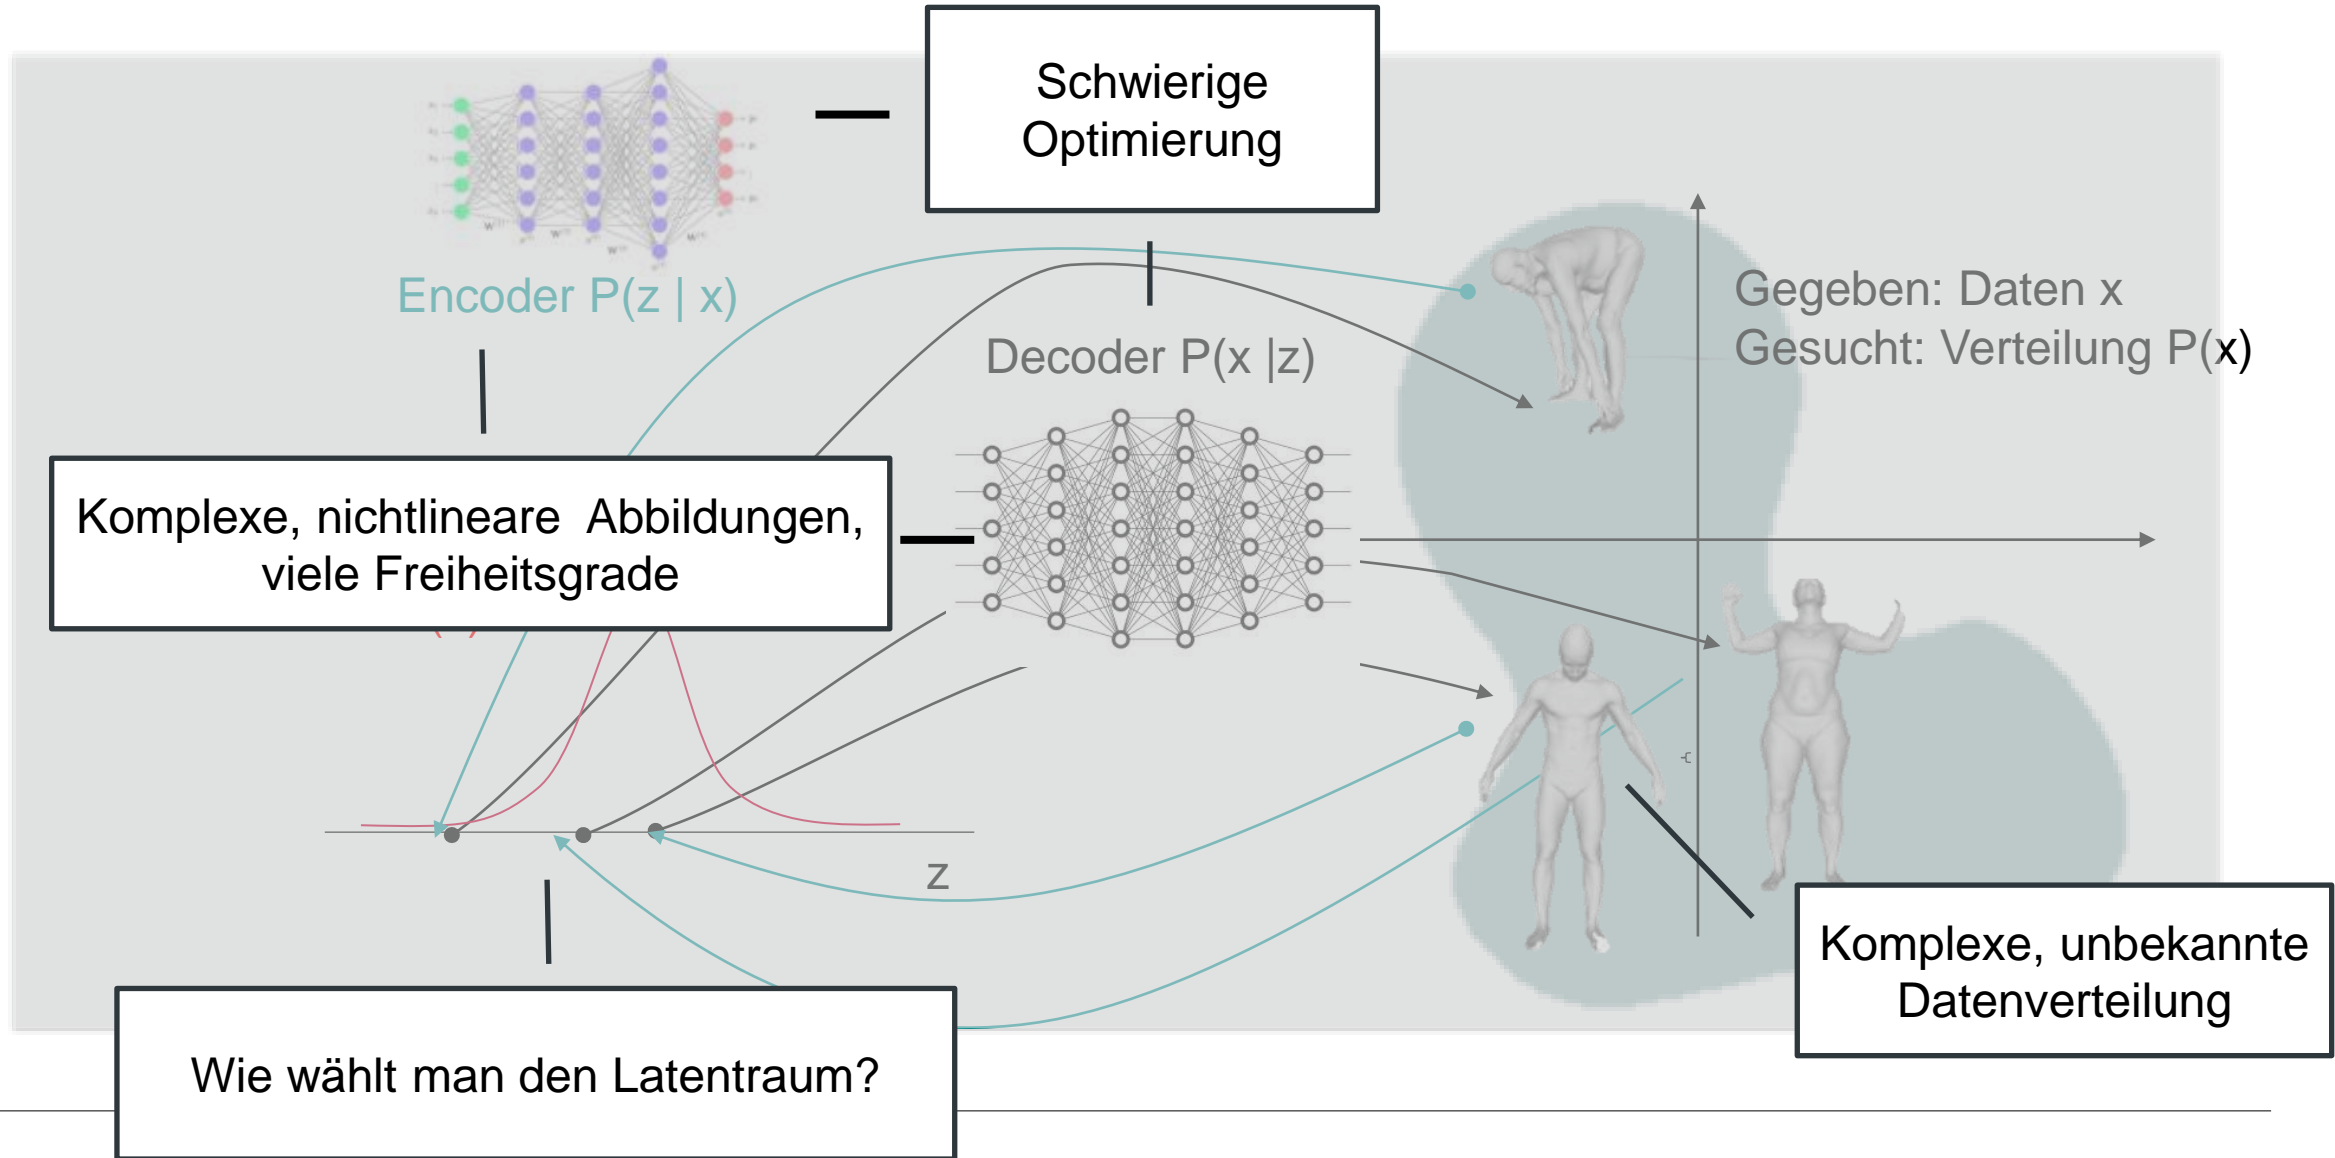 Schwierige
Optimierung
Encoder P(z | x)
Gegeben: Daten x
Gesucht: Verteilung P(x)
Decoder P(x |z)
Komplexe, nichtlineare Abbildungen,
viele Freiheitsgrade
z
Komplexe, unbekannte
Datenverteilung
Wie wählt man den Latentraum?